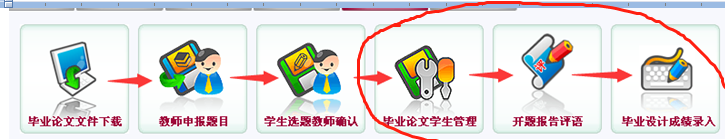 毕业论文文件下载
教师申报题目
学生选题教师确认
毕业论文学生管理
开题报告评语
毕业设计成绩录入